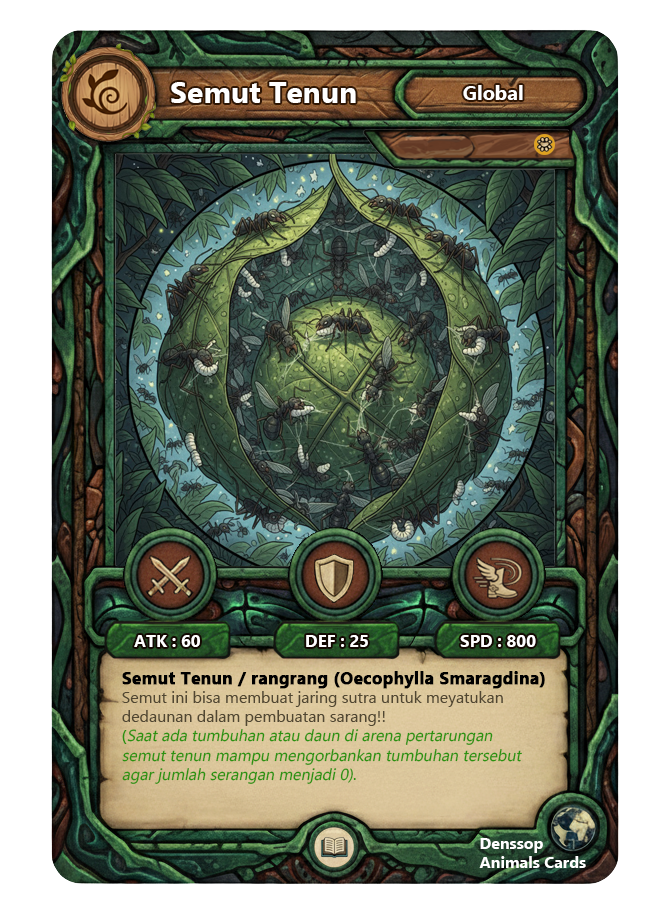 Semut Tenun
Global
ATK : 60
DEF : 25
SPD : 800
Semut Tenun / rangrang (Oecophylla Smaragdina)
Semut ini bisa membuat jaring sutra untuk meyatukan
dedaunan dalam pembuatan sarang!!
(Saat ada tumbuhan atau daun di arena pertarungan
semut tenun mampu mengorbankan tumbuhan tersebut
agar jumlah serangan menjadi 0).
Denssop
Animals Cards